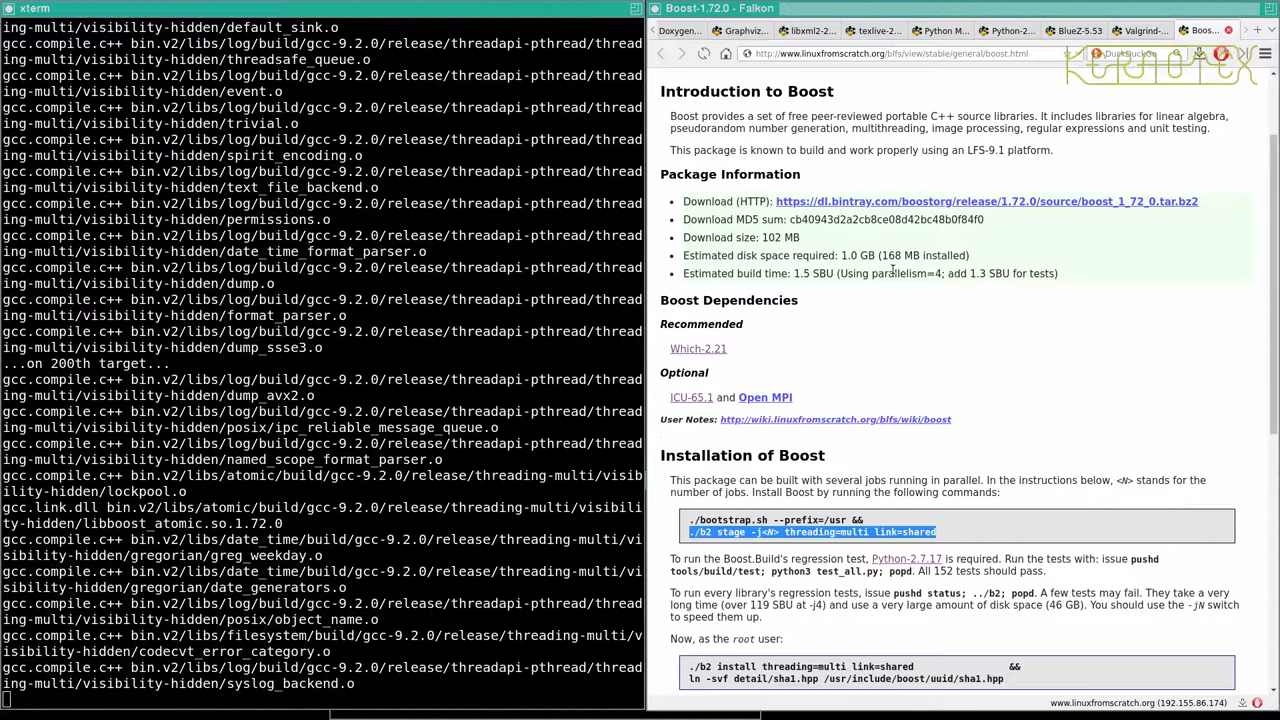 xterm
ing-multi/visibility-hidden/default_sink.o
gcc.compile.c++ bin.v2/libs/log/build/gcc-9.2.0/release/threadapi-pthread/thread
ing-multi/visibility-hidden/threadsafe_queue.o
gcc.compile.c++ bin.v2/libs/log/build/gcc-9.2.0/release/threadapi-pthread/thread
ing-multi/visibility-hidden/event.o
gcc.compile.c++ bin.v2/libs/log/build/gcc-9.2.0/release/threadapi-pthread/thread
ing-multi/visibility-hidden/trivial.o
gcc.compile.c++ bin.v2/libs/log/build/gcc-9.2.0/release/threadapi-pthread/thread
ing-multi/visibility-hidden/spirit_encoding.o
gcc.compile.c++ bin.v2/libs/log/build/gcc-9.2.0/release/threadapi-pthread/thread
ing-multi/visibility-hidden/text_file_backend.o
gcc.compile.c++ bin.v2/libs/log/build/gcc-9.2.0/release/threadapi-pthread/thread
ing-multi/visibility-hidden/permissions.o
gcc.compile.c++ bin.v2/libs/log/build/gcc-9.2.0/release/threadapi-pthread/thread
ing-multi/visibility-hidden/date_time_format_parser.o
gcc.compile.c++ bin.v2/libs/log/build/gcc-9.2.0/release/threadapi-pthread/thread
ing-multi/visibility-hidden/dump.o
gcc.compile.c++ bin.v2/libs/log/build/gcc-9.2.0/release/threadapi-pthread/thread
ing-multi/visibility-hidden/format_parser.o
gcc.compile.c++ bin.v2/libs/log/build/gcc-9.2.0/release/threadapi-pthread/thread
ing-multi/visibility-hidden/dump_ssse3.o
...on 200th target...
gcc.compile.c++ bin.v2/libs/log/build/gcc-9.2.0/release/threadapi-pthread/thread
ing-multi/visibility-hidden/dump_avx2.o
gcc.compile.c++ bin.v2/libs/log/build/gcc-9.2.0/release/threadapi-pthread/thread
ing-multi/visibility-hidden/posix/ipc_reliable_message_queue.o
gcc.compile.c++ bin.v2/libs/log/build/gcc-9.2.0/release/threadapi-pthread/thread
ing-multi/visibility-hidden/named_scope_format_parser.o
gcc.compile.c++ bin.v2/libs/atomic/build/gcc-9.2.0/release/threading-multi/visib
ility-hidden/lockpool.o
gcc.link.dll bin.v2/libs/atomic/build/gcc-9.2.0/release/threading-multi/visibili
ty-hidden/libboost_atomic.so.1.72.0
gcc.compile.c++ bin.v2/libs/date_time/build/gcc-9.2.0/release/threading-multi/vi
sibility-hidden/gregorian/greg_weekday.o
gcc.compile.c++ bin.v2/libs/date_time/build/gcc-9.2.0/release/threading-multi/vi
sibility-hidden/gregorian/date_generators.o
gcc.compile.c++ bin.v2/libs/log/build/gcc-9.2.0/release/threadapi-pthread/thread
ing-multi/visibility-hidden/posix/object_name.o
gcc.compile.c++ bin.v2/libs/filesystem/build/gcc-9.2.0/release/threading-multi/v
isibility-hidden/codecvt_error_category.o
gcc.compile.c++ bin.v2/libs/log/build/gcc-9.2.0/release/threadapi-pthread/thread
ing-multi/visibility-hidden/syslog_backend.o
Boost-1.72.0 - Falkon
Doxygen... Graphviz... libxml2-2... texlive-2... Python M... Python-2... BlueZ-5.53 Valgrind-... Boos...
http://www.linuxfromscratch.org/blfs/view/stable/general/boost.html DuckDuckGo
Introduction to Boost
Boost provides a set of free peer-reviewed portable C++ source libraries. It includes libraries for linear algebra,
pseudorandom number generation, multithreading, image processing, regular expressions and unit testing.
This package is known to build and work properly using an LFS-9.1 platform.
Package Information
• Download (HTTP): https://dl.bintray.com/boostorg/release/1.72.0/source/boost_1_72_0.tar.bz2
• Download MD5 sum: cb40943d2a2cb8ce08d42bc48b0f84f0
• Download size: 102 MB
• Estimated disk space required: 1.0 GB (168 MB installed)
• Estimated build time: 1.5 SBU (Using parallelism=4; add 1.3 SBU for tests)
Boost Dependencies
Recommended
Which-2.21
Optional
ICU-65.1 and Open MPI
User Notes: http://wiki.linuxfromscratch.org/blfs/wiki/boost
Installation of Boost
This package can be built with several jobs running in parallel. In the instructions below, <N> stands for the
number of jobs. Install Boost by running the following commands:
./bootstrap.sh --prefix=/usr &&
./b2 stage -j<N> threading=multi link=shared
To run the Boost.Build's regression test, Python-2.7.17 is required. Run the tests with: issue pushd
tools/build/test; python3 test_all.py; popd. All 152 tests should pass.
To run every library's regression tests, issue pushd status; ../b2; popd. A few tests may fail. They take a very
long time (over 119 SBU at -j4) and use a very large amount of disk space (46 GB). You should use the -jN switch
to speed them up.
Now, as the root user:
./b2 install threading=multi link=shared &&
ln -svf detail/sha1.hpp /usr/include/boost/uuid/sha1.hpp
www.linuxfromscratch.org (192.155.86.174)